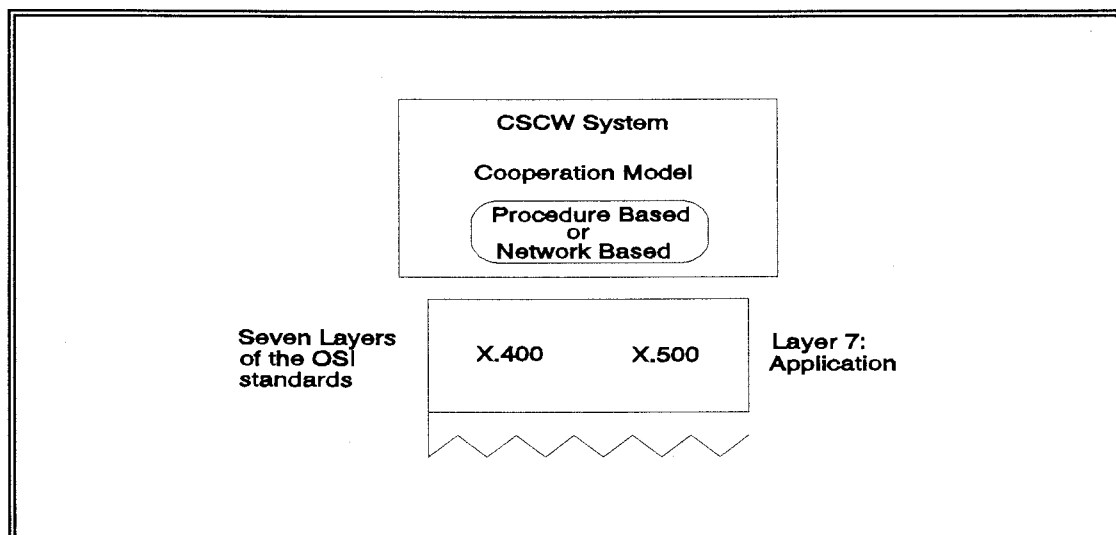 CSCW System
Cooperation Model
Procedure Based
or
Network Based
Seven Layers
of the OSI
standards
X.400 X.500
Layer 7:
Application